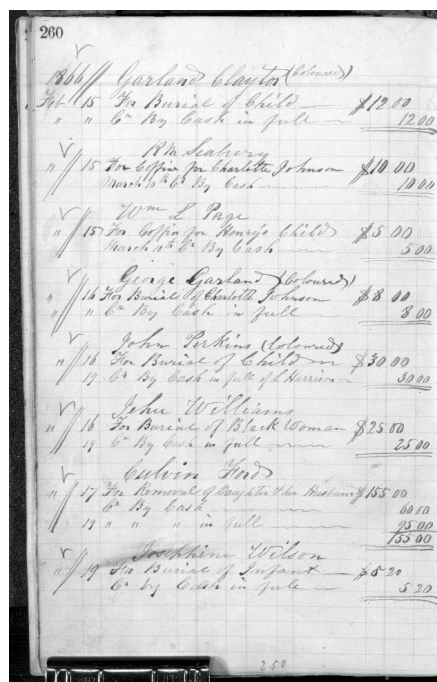 260
1866 Garland Clayton (Coloured)
Feb 15 For Burial of Child $12 00
" " Cr By Cash in full 12 00
R M Seabury
" 15 For Coffin for Charlotte Johnson $10 00
March 10th Cr By Cash 10 00
Wm L Page
" 15 For Coffin for Henry's Child $5 00
March 10th Cr By Cash 5 00
George Garland (Coloured)
" 16 For Burial of Charlotte Johnson $8 00
" " Cr By Cash in full 8 00
John Perkins (Coloured)
" 16 For Burial of Child $30 00
19 Cr By Cash in full of L Harrison 30 00
Jehu Williams
" 16 For Burial of Black Woman $25 00
19 Cr By Cash in full 25 00
Culvin Ford
" 17 For Removal of Daughter & her Husband $155 00
Cr By Cash 60 00
19 " " " in full 95 00
155 00
Josephine Wilson
" 19 For Burial of Infant $5 20
Cr by Cash in full 5 20
250